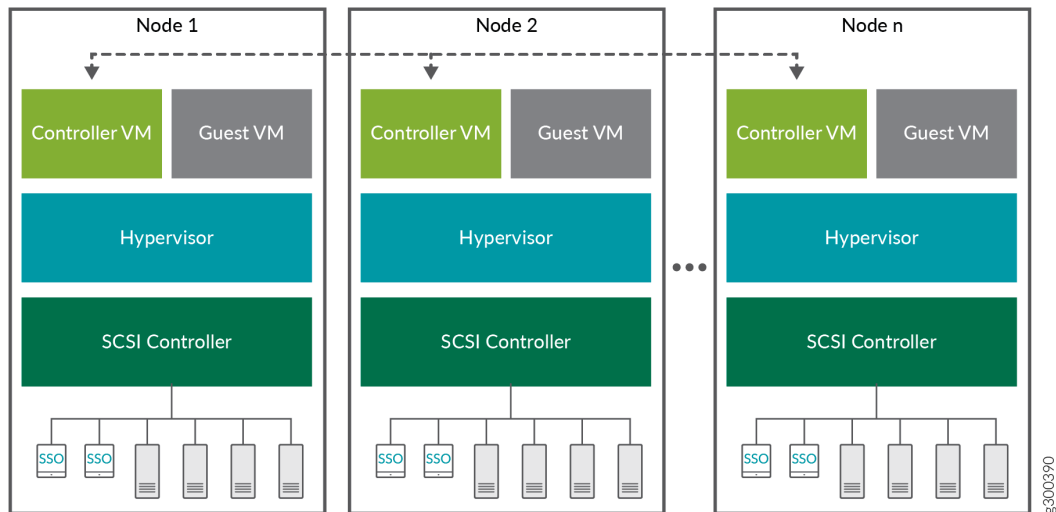 Node 1
Node 2
Node n
Controller VM
Guest VM
Controller VM
Guest VM
Controller VM
Guest VM
Hypervisor
Hypervisor
Hypervisor
SCSI Controller
SCSI Controller
SCSI Controller
SSO
SSO
SSO
SSO
SSO
SSO
g300390